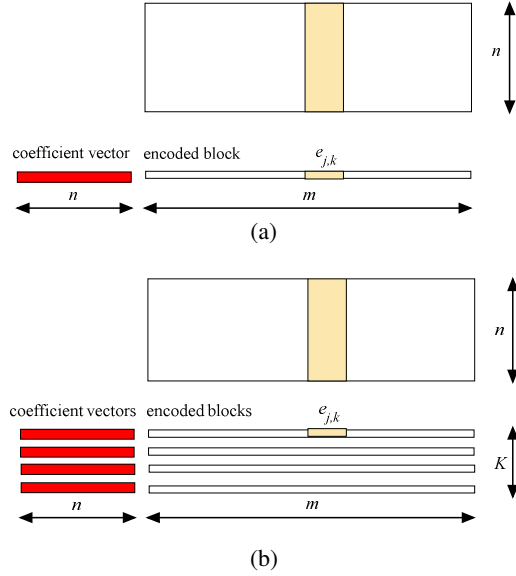 n
coefficient vector encoded block e_{j,k}
n m
(a)
n
coefficient vectors encoded blocks e_{j,k}
K
n m
(b)